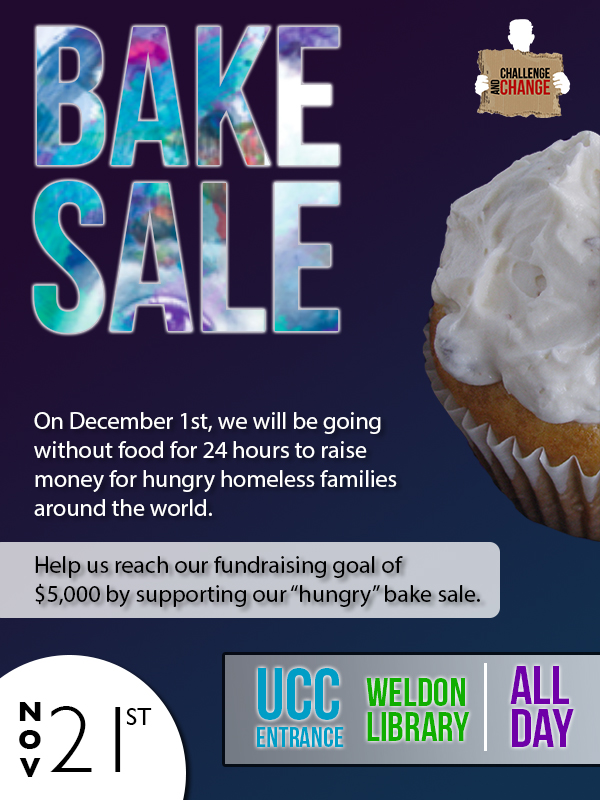 BAKE
SALE
CHALLENGE
AND CHANGE
On December 1st, we will be going
without food for 24 hours to raise
money for hungry homeless families
around the world.
Help us reach our fundraising goal of
$5,000 by supporting our “hungry” bake sale.
NOV 21ST
UCC
ENTRANCE
WELDON
LIBRARY
ALL
DAY